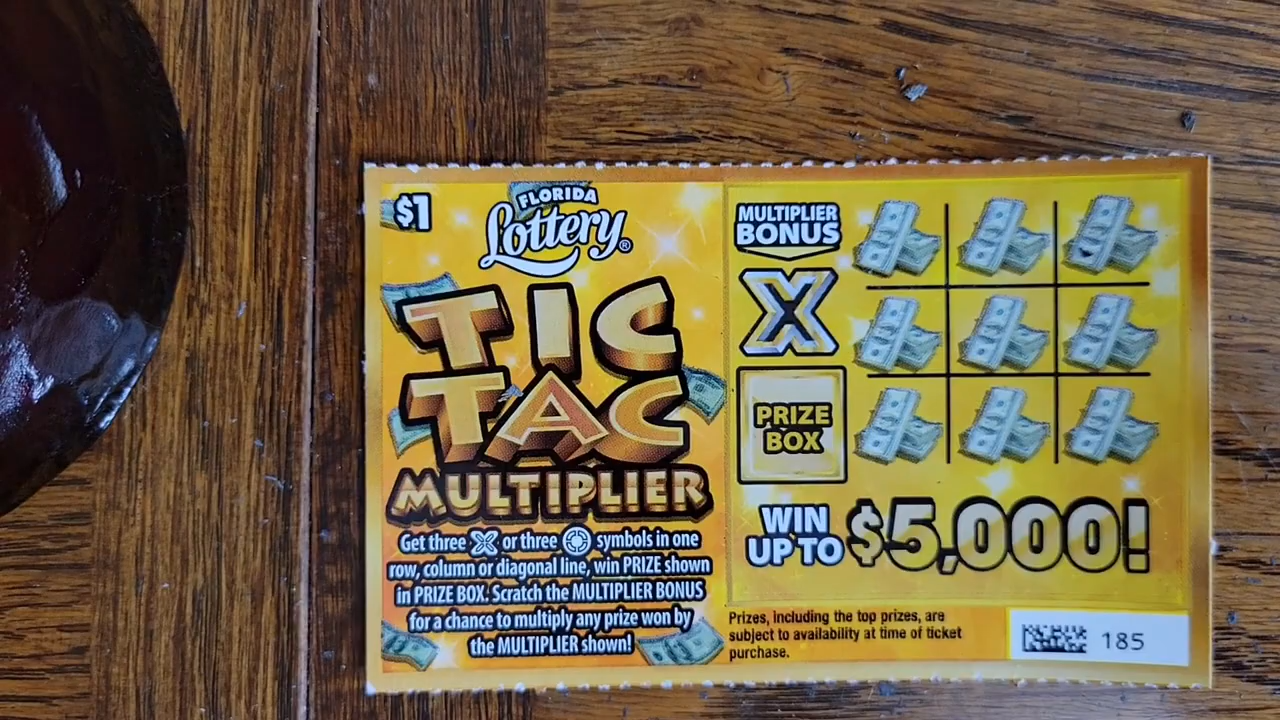 $1
FLORIDA
Lottery®
TIC
TAC
MULTIPLIER
Get three X or three O symbols in one
row, column or diagonal line, win PRIZE shown
in PRIZE BOX. Scratch the MULTIPLIER BONUS
for a chance to multiply any prize won by
the MULTIPLIER shown!
MULTIPLIER
BONUS
X
PRIZE
BOX
WIN
UP TO $5,000!
Prizes, including the top prizes, are
subject to availability at time of ticket
purchase.
185